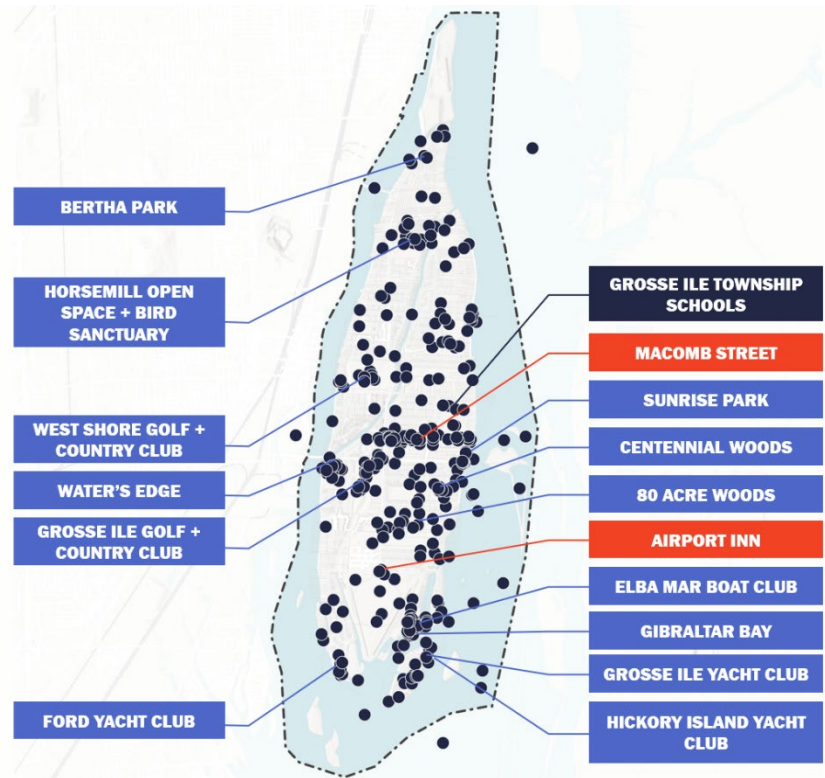 BERTHA PARK
HORSEMILL OPEN
SPACE + BIRD
SANCTUARY
WEST SHORE GOLF +
COUNTRY CLUB
WATER'S EDGE
GROSSE ILE GOLF +
COUNTRY CLUB
FORD YACHT CLUB
GROSSE ILE TOWNSHIP
SCHOOLS
MACOMB STREET
SUNRISE PARK
CENTENNIAL WOODS
80 ACRE WOODS
AIRPORT INN
ELBA MAR BOAT CLUB
GIBRALTAR BAY
GROSSE ILE YACHT CLUB
HICKORY ISLAND YACHT
CLUB